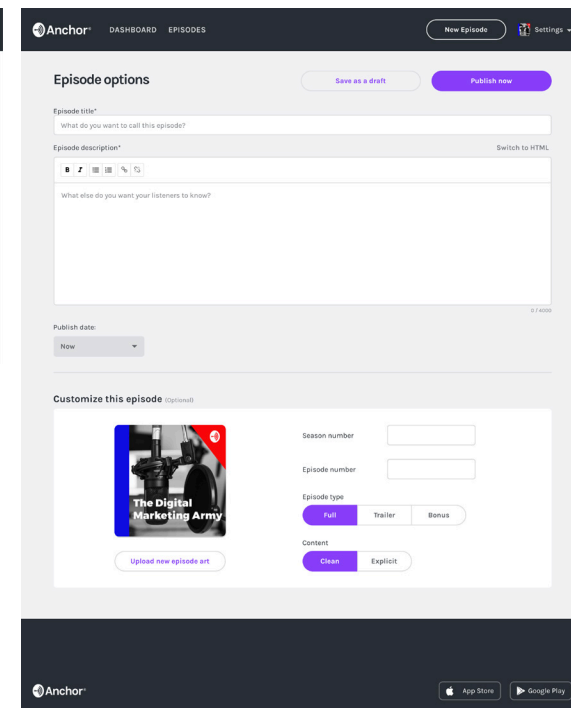 Anchor
DASHBOARD EPISODES
New Episode
Settings
Episode options
Save as a draft
Publish now
Episode title*
What do you want to call this episode?
Episode description*
Switch to HTML
B I
What else do you want your listeners to know?
0 / 4000
Publish date:
Now
Customize this episode (Optional)
The Digital
Marketing Army
Upload new episode art
Season number
Episode number
Episode type
Full Trailer Bonus
Content
Clean Explicit
Anchor
App Store
Google Play